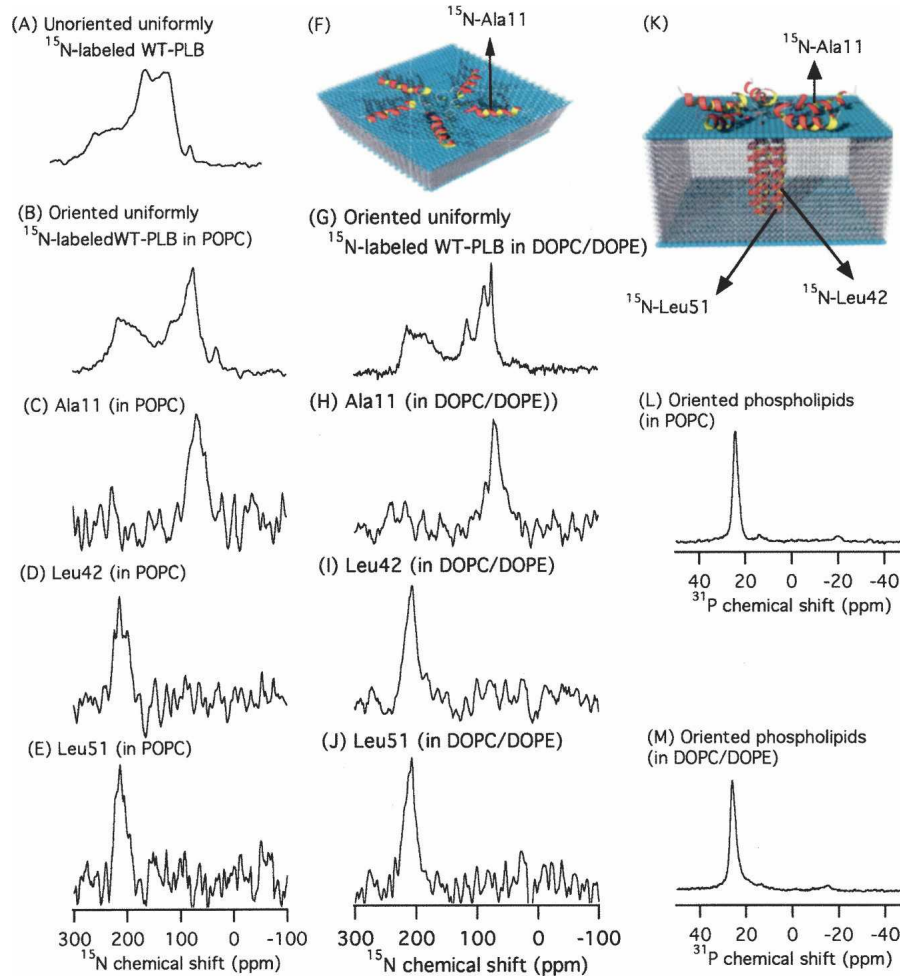 (A) Unoriented uniformly
¹⁵N-labeled WT-PLB
(B) Oriented uniformly
¹⁵N-labeledWT-PLB in POPC)
(C) Ala11 (in POPC)
(D) Leu42 (in POPC)
(E) Leu51 (in POPC)
300 200 100 0 -100
¹⁵N chemical shift (ppm)
(F)
¹⁵N-Ala11
(G) Oriented uniformly
¹⁵N-labeled WT-PLB in DOPC/DOPE)
(H) Ala11 (in DOPC/DOPE))
(I) Leu42 (in DOPC/DOPE)
(J) Leu51 (in DOPC/DOPE)
300 200 100 0 -100
¹⁵N chemical shift (ppm)
(K)
¹⁵N-Ala11
¹⁵N-Leu51
¹⁵N-Leu42
(L) Oriented phospholipids
(in POPC)
40 20 0 -20 -40
³¹P chemical shift (ppm)
(M) Oriented phospholipids
(in DOPC/DOPE)
40 20 0 -20 -40
³¹P chemical shift (ppm)